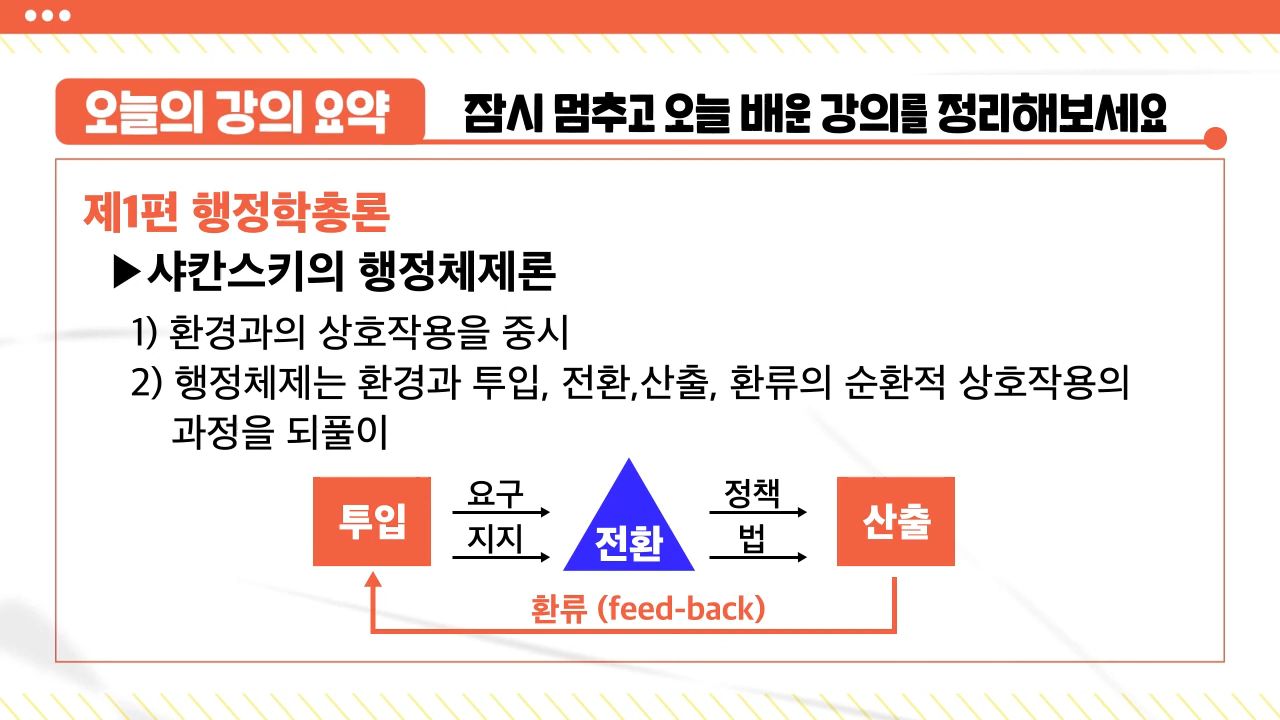 오늘의 강의 요약
잠시 멈추고 오늘 배운 강의를 정리해보세요
제1편 행정학총론
▶샤칸스키의 행정체제론
1) 환경과의 상호작용을 중시
2) 행정체제는 환경과 투입, 전환,산출, 환류의 순환적 상호작용의
과정을 되풀이
투입
요구
지지
전환
정책
법
산출
환류 (feed-back)